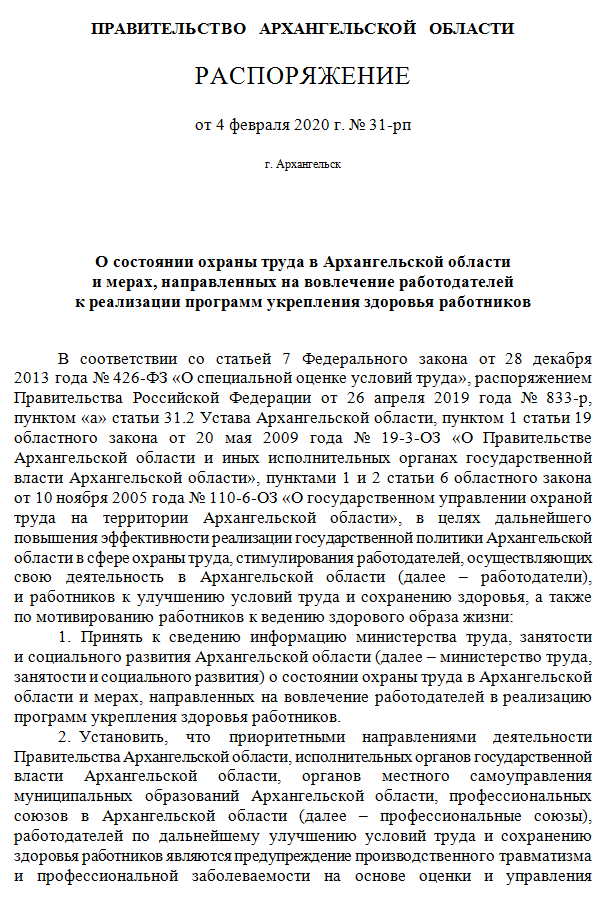 ПРАВИТЕЛЬСТВО АРХАНГЕЛЬСКОЙ ОБЛАСТИ
РАСПОРЯЖЕНИЕ
от 4 февраля 2020 г. № 31-рп
г. Архангельск
О состоянии охраны труда в Архангельской области
и мерах, направленных на вовлечение работодателей
к реализации программ укрепления здоровья работников
В соответствии со статьей 7 Федерального закона от 28 декабря
2013 года № 426-ФЗ «О специальной оценке условий труда», распоряжением
Правительства Российской Федерации от 26 апреля 2019 года № 833-р,
пунктом «а» статьи 31.2 Устава Архангельской области, пунктом 1 статьи 19
областного закона от 20 мая 2009 года № 19-3-ОЗ «О Правительстве
Архангельской области и иных исполнительных органах государственной
власти Архангельской области», пунктами 1 и 2 статьи 6 областного закона
от 10 ноября 2005 года № 110-6-ОЗ «О государственном управлении охраной
труда на территории Архангельской области», в целях дальнейшего
повышения эффективности реализации государственной политики Архангельской
области в сфере охраны труда, стимулирования работодателей, осуществляющих
свою деятельность в Архангельской области (далее – работодатели),
и работников к улучшению условий труда и сохранению здоровья, а также
по мотивированию работников к ведению здорового образа жизни:
1. Принять к сведению информацию министерства труда, занятости
и социального развития Архангельской области (далее – министерство труда,
занятости и социального развития) о состоянии охраны труда в Архангельской
области и мерах, направленных на вовлечение работодателей в реализацию
программ укрепления здоровья работников.
2. Установить, что приоритетными направлениями деятельности
Правительства Архангельской области, исполнительных органов государственной
власти Архангельской области, органов местного самоуправления
муниципальных образований Архангельской области, профессиональных
союзов в Архангельской области (далее – профессиональные союзы),
работодателей по дальнейшему улучшению условий труда и сохранению
здоровья работников являются предупреждение производственного травматизма
и профессиональной заболеваемости на основе оценки и управления